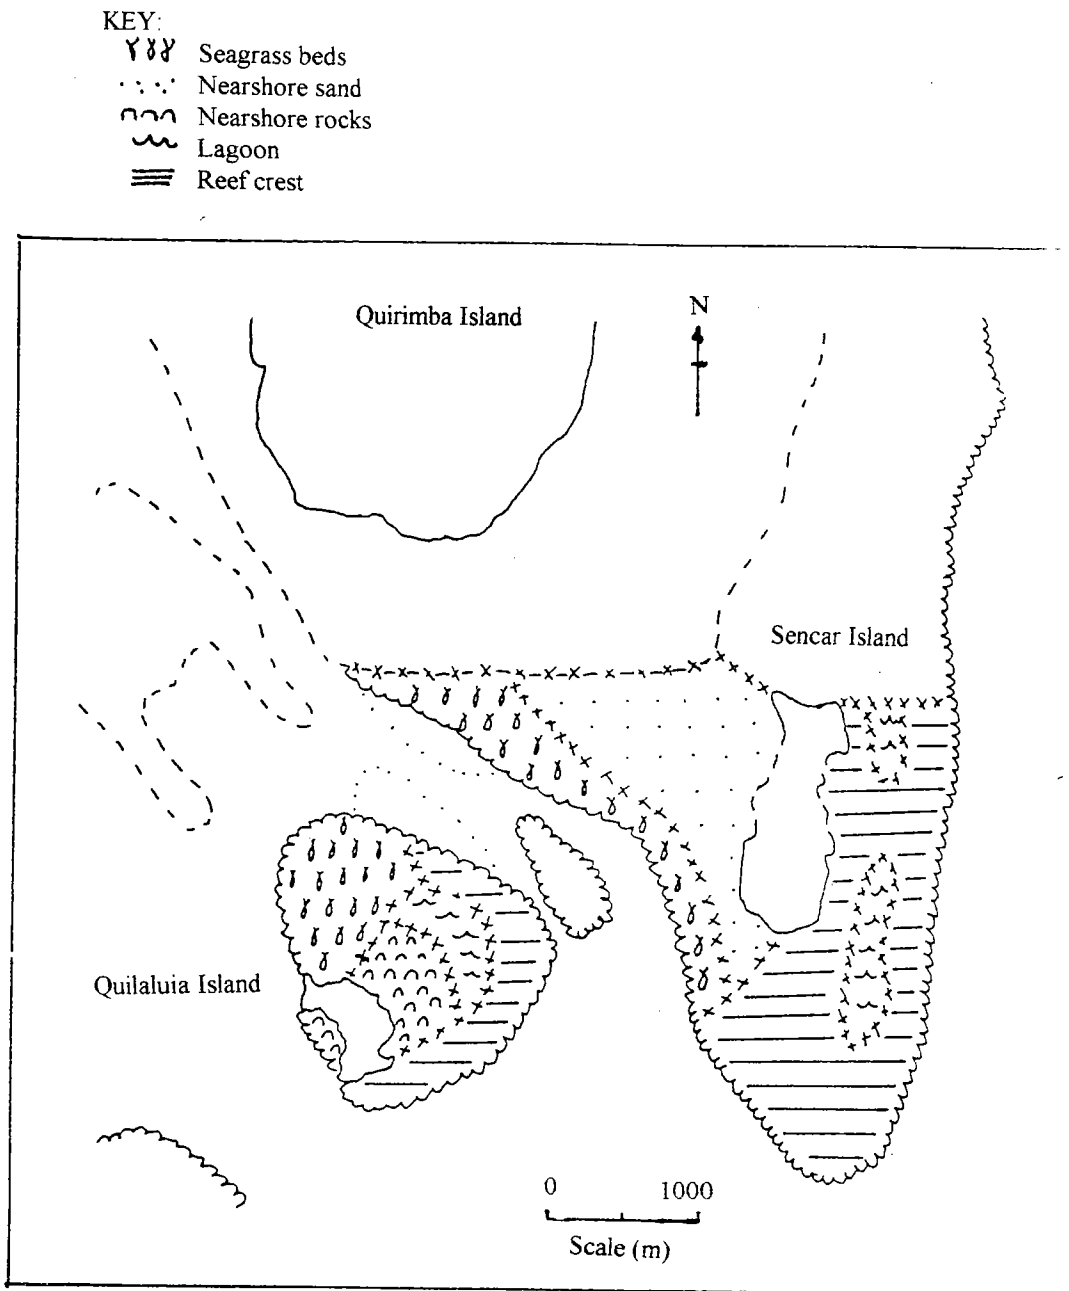 KEY:
Seagrass beds
Nearshore sand
Nearshore rocks
Lagoon
Reef crest
Quirimba Island
N
Sencar Island
Quilaluia Island
0 1000
Scale (m)